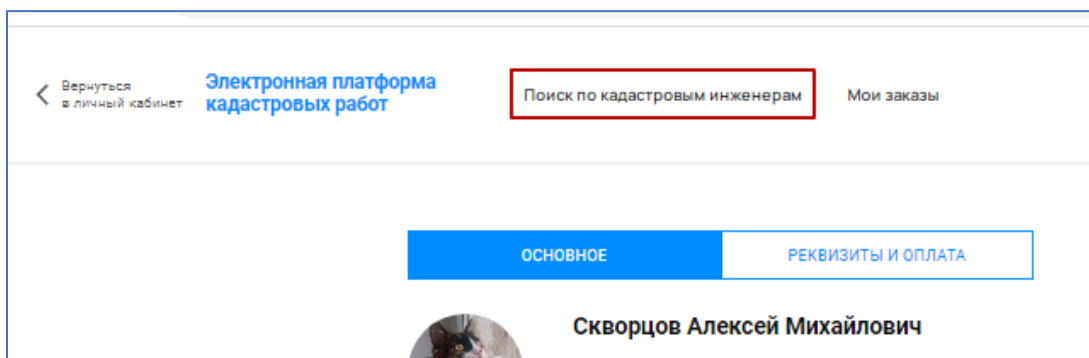 Вернуться
в личный кабинет
Электронная платформа
кадастровых работ
Поиск по кадастровым инженерам
Мои заказы
ОСНОВНОЕ
РЕКВИЗИТЫ И ОПЛАТА
Скворцов Алексей Михайлович